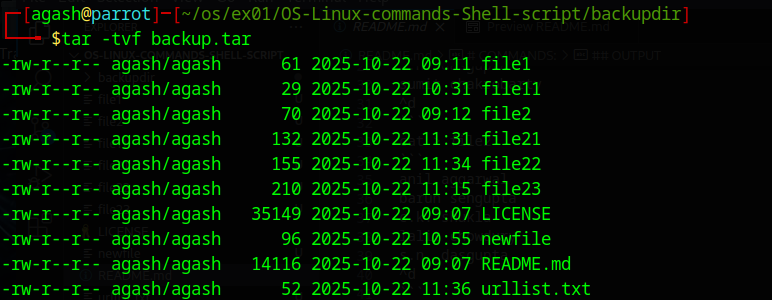 ┌─[agash@parrot]─[~/os/ex01/OS-Linux-commands-Shell-script/backupdir]
└──╼ $tar -tvf backup.tar
-rw-r--r-- agash/agash      61 2025-10-22 09:11 file1
-rw-r--r-- agash/agash      29 2025-10-22 10:31 file11
-rw-r--r-- agash/agash      70 2025-10-22 09:12 file2
-rw-r--r-- agash/agash     132 2025-10-22 11:31 file21
-rw-r--r-- agash/agash     155 2025-10-22 11:34 file22
-rw-r--r-- agash/agash     210 2025-10-22 11:15 file23
-rw-r--r-- agash/agash   35149 2025-10-22 09:07 LICENSE
-rw-r--r-- agash/agash      96 2025-10-22 10:55 newfile
-rw-r--r-- agash/agash   14116 2025-10-22 09:07 README.md
-rw-r--r-- agash/agash      52 2025-10-22 11:36 urllist.txt